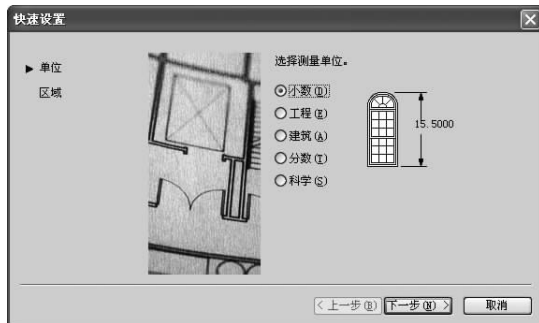 快速设置
单位
区域
选择测量单位。
小数(D)
工程(E)
建筑(A)
分数(T)
科学(S)
15.5000
< 上一步(B)
下一步(N) >
取消